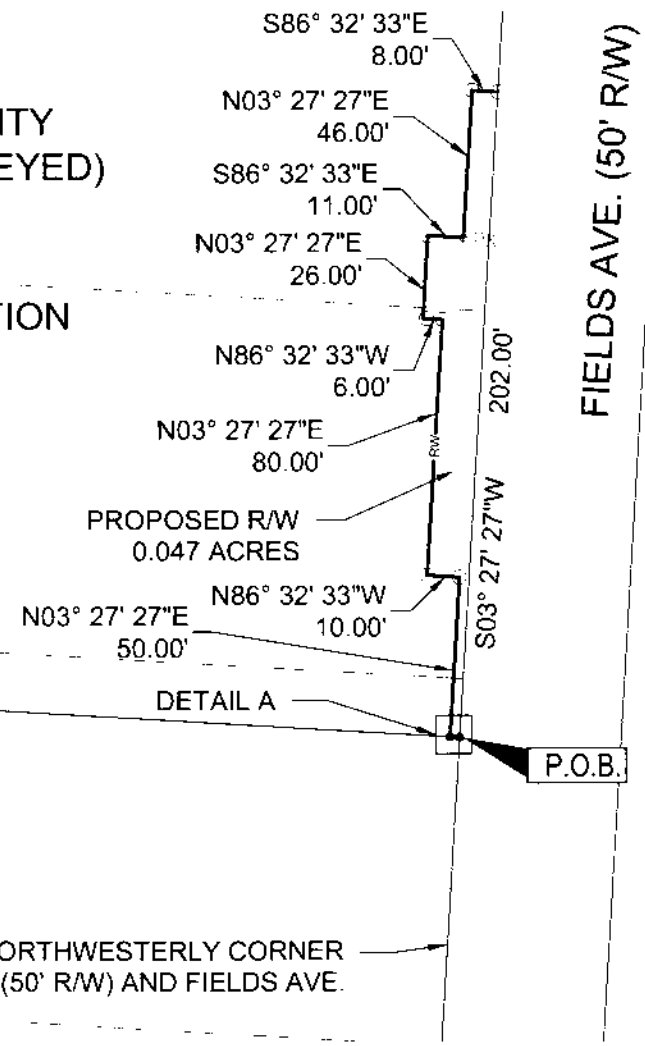 S86° 32' 33"E
8.00'
N03° 27' 27"E
46.00'
S86° 32' 33"E
11.00'
N03° 27' 27"E
26.00'
N86° 32' 33"W
6.00'
N03° 27' 27"E
80.00'
PROPOSED R/W
0.047 ACRES
N86° 32' 33"W
10.00'
N03° 27' 27"E
50.00'
DETAIL A
P.O.B.
ITY
EYED)
TION
RW
202.00'
S03° 27' 27"W
FIELDS AVE. (50' R/W)
ORTHWESTERLY CORNER
(50' R/W) AND FIELDS AVE.